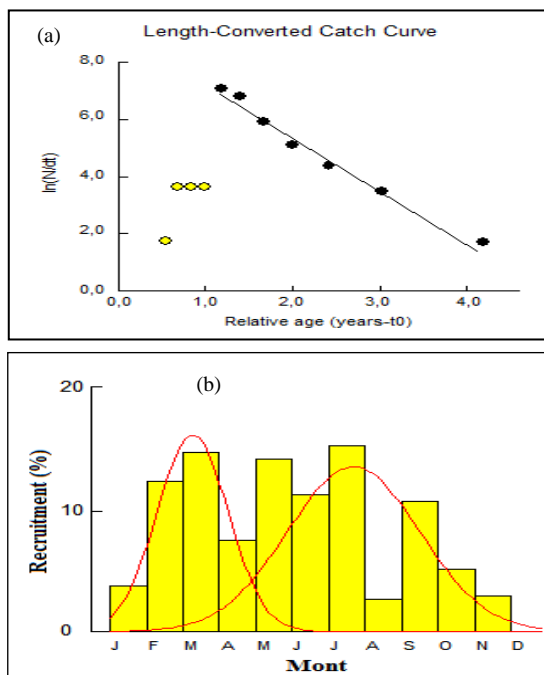 (a)
Length-Converted Catch Curve
8,0
6,0
4,0
2,0
0,0
ln(N/dt)
0,0 1,0 2,0 3,0 4,0
Relative age (years-t0)
(b)
20
10
0
Recruitment (%)
J F M A M J J A S O N D
Mont